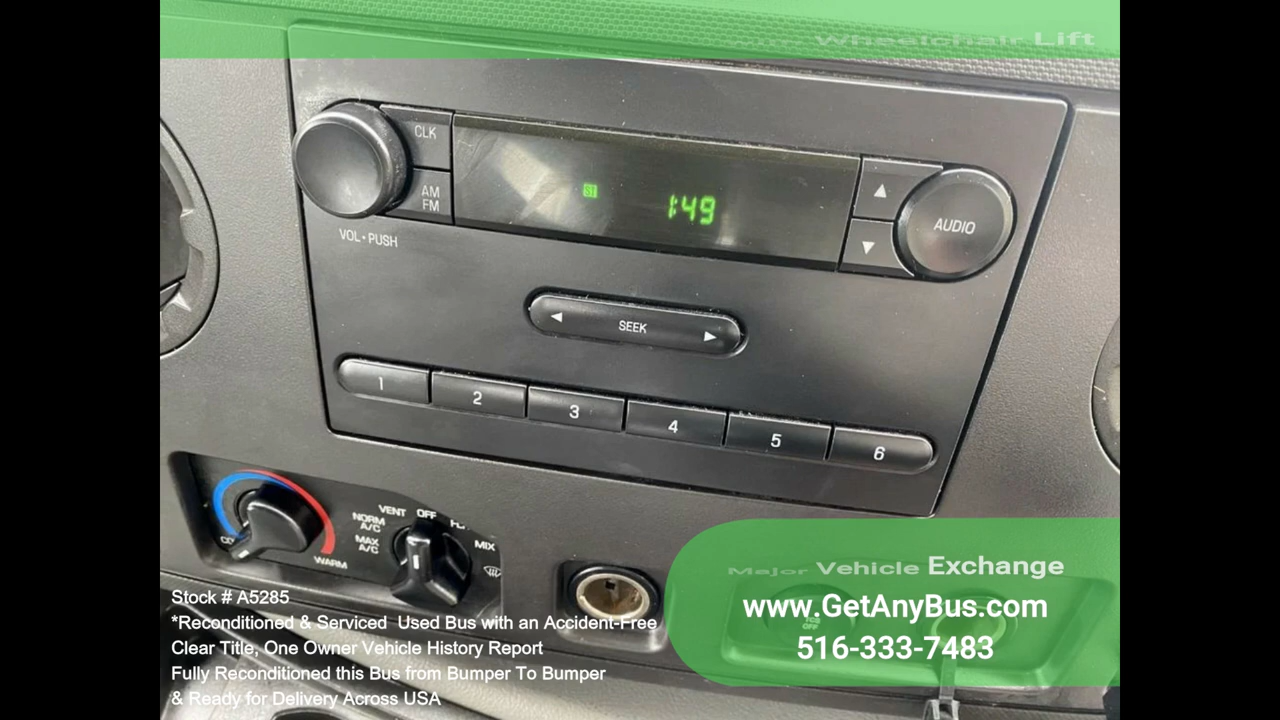 Wheelchair Lift
CLK
AM
FM
VOL•PUSH
1:49
AUDIO
SEEK
1 2 3 4 5 6
VENT OFF
NORM
A/C
MAX
A/C
MIX
WARM
TCS
OFF
Stock # A5285
*Reconditioned & Serviced Used Bus with an Accident-Free
Clear Title, One Owner Vehicle History Report
Fully Reconditioned this Bus from Bumper To Bumper
& Ready for Delivery Across USA
Major Vehicle Exchange
www.GetAnyBus.com
516-333-7483